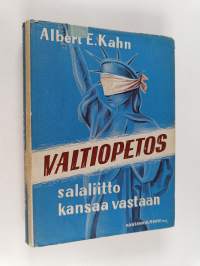 Albert E. Kahn
VALTIOPETOS
salaliitto
kansaa vastaan